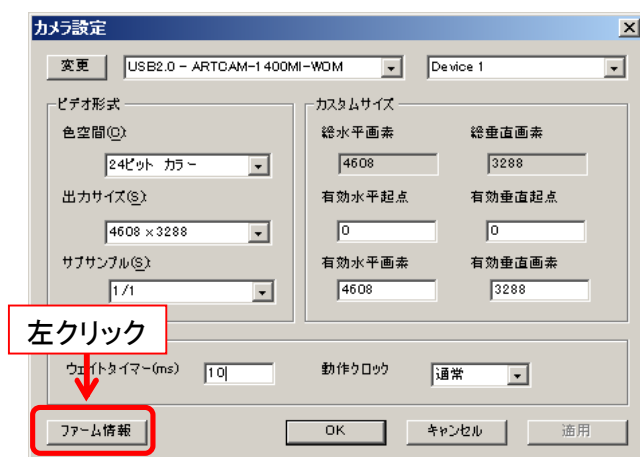 カメラ設定
変更 USB2.0 - ARTCAM-1400MI-WOM Device 1
ビデオ形式 カスタムサイズ
色空間(C): 総水平画素 総垂直画素
24ビット カラー 4608 3288
出力サイズ(S): 有効水平起点 有効垂直起点
4608 × 3288 0 0
サブサンプル(S): 有効水平画素 有効垂直画素
1/1 4608 3288
左クリック
ウェイトタイマー(ms) 10 動作クロック 通常
ファーム情報 OK キャンセル 適用